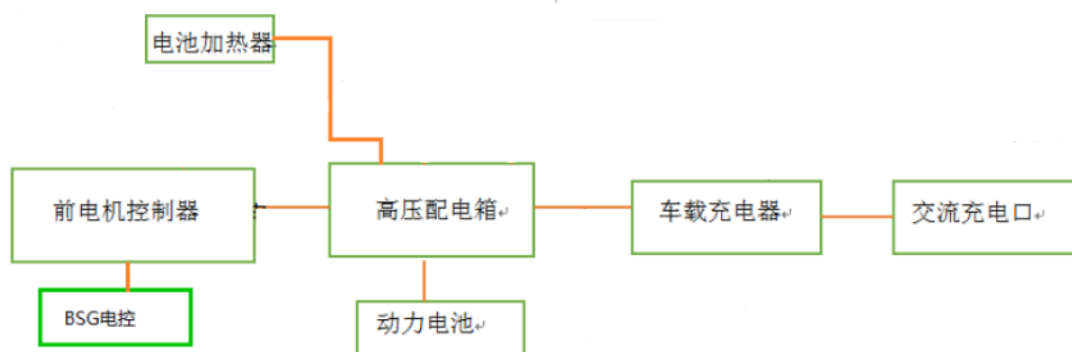 电池加热器
前电机控制器
高压配电箱
车载充电器
交流充电口
BSG电控
动力电池